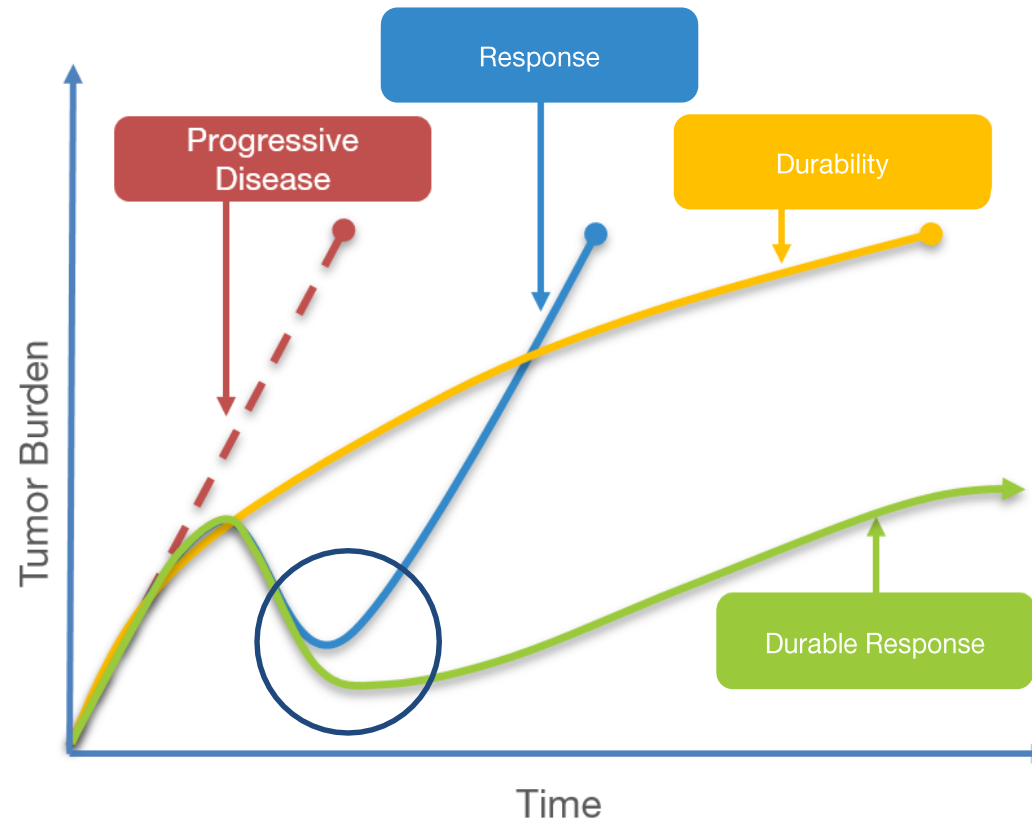 Response
Progressive
Disease
Durability
Tumor Burden
Durable Response
Time